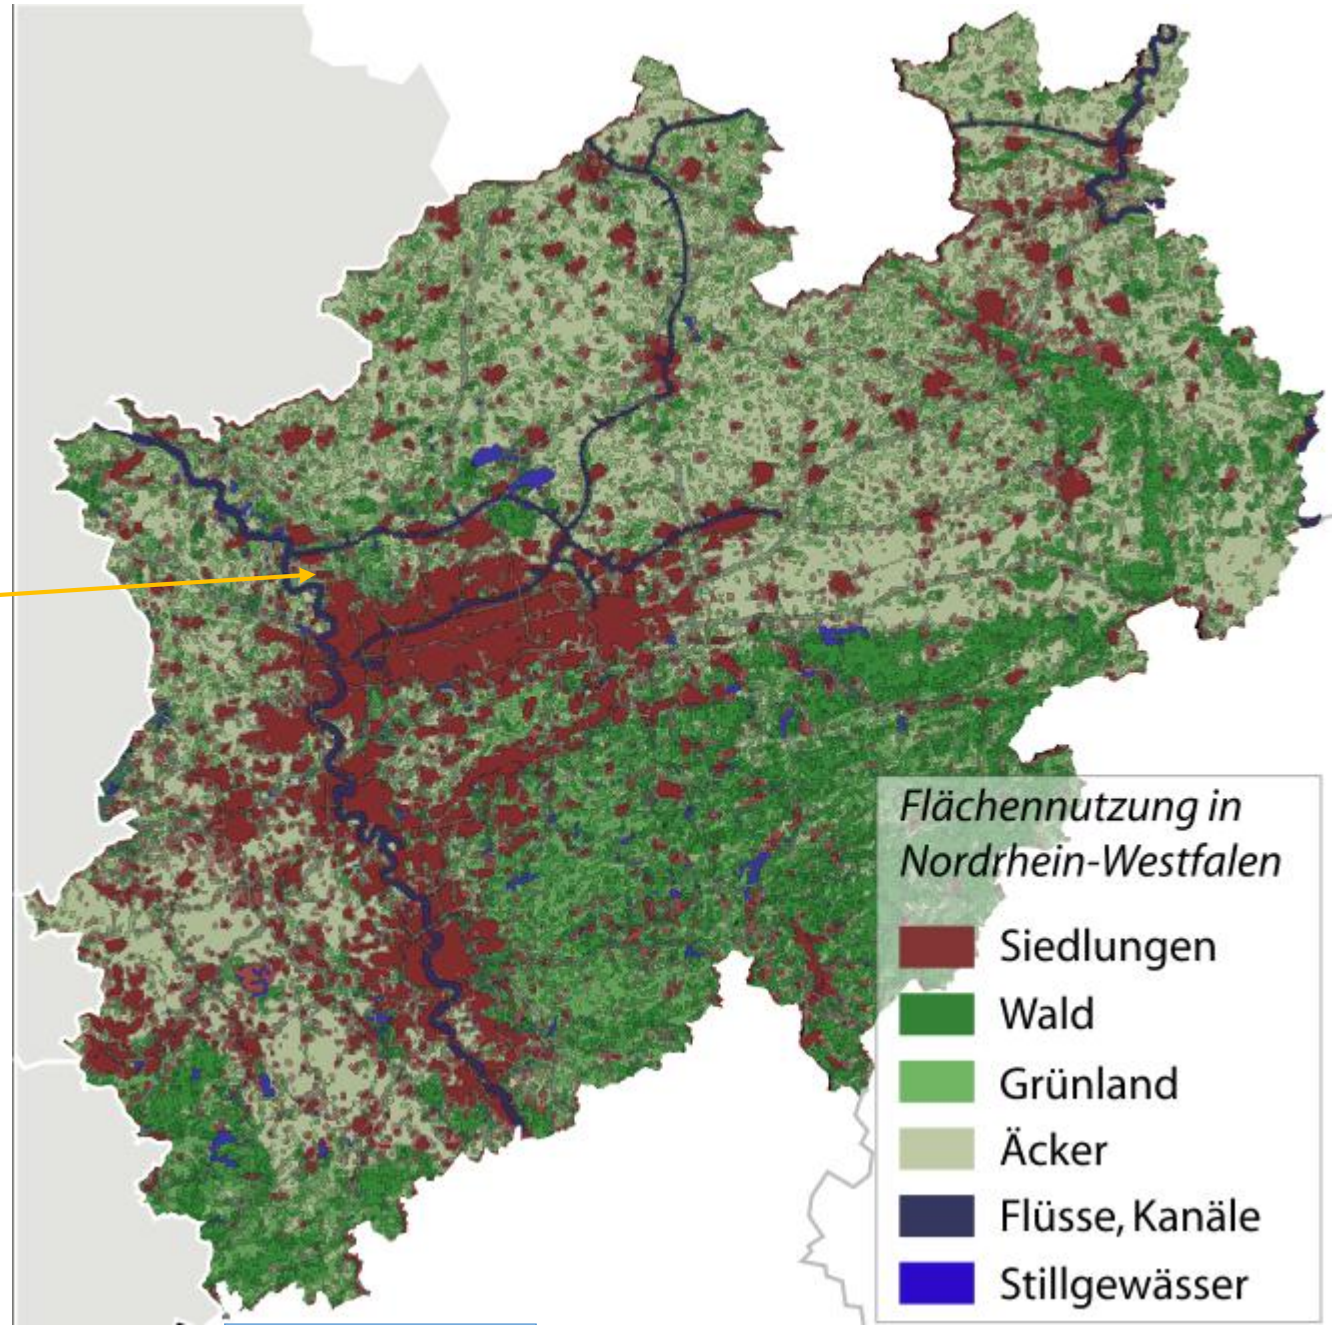 Flächennutzung in
Nordrhein-Westfalen
Siedlungen
Wald
Grünland
Äcker
Flüsse, Kanäle
Stillgewässer